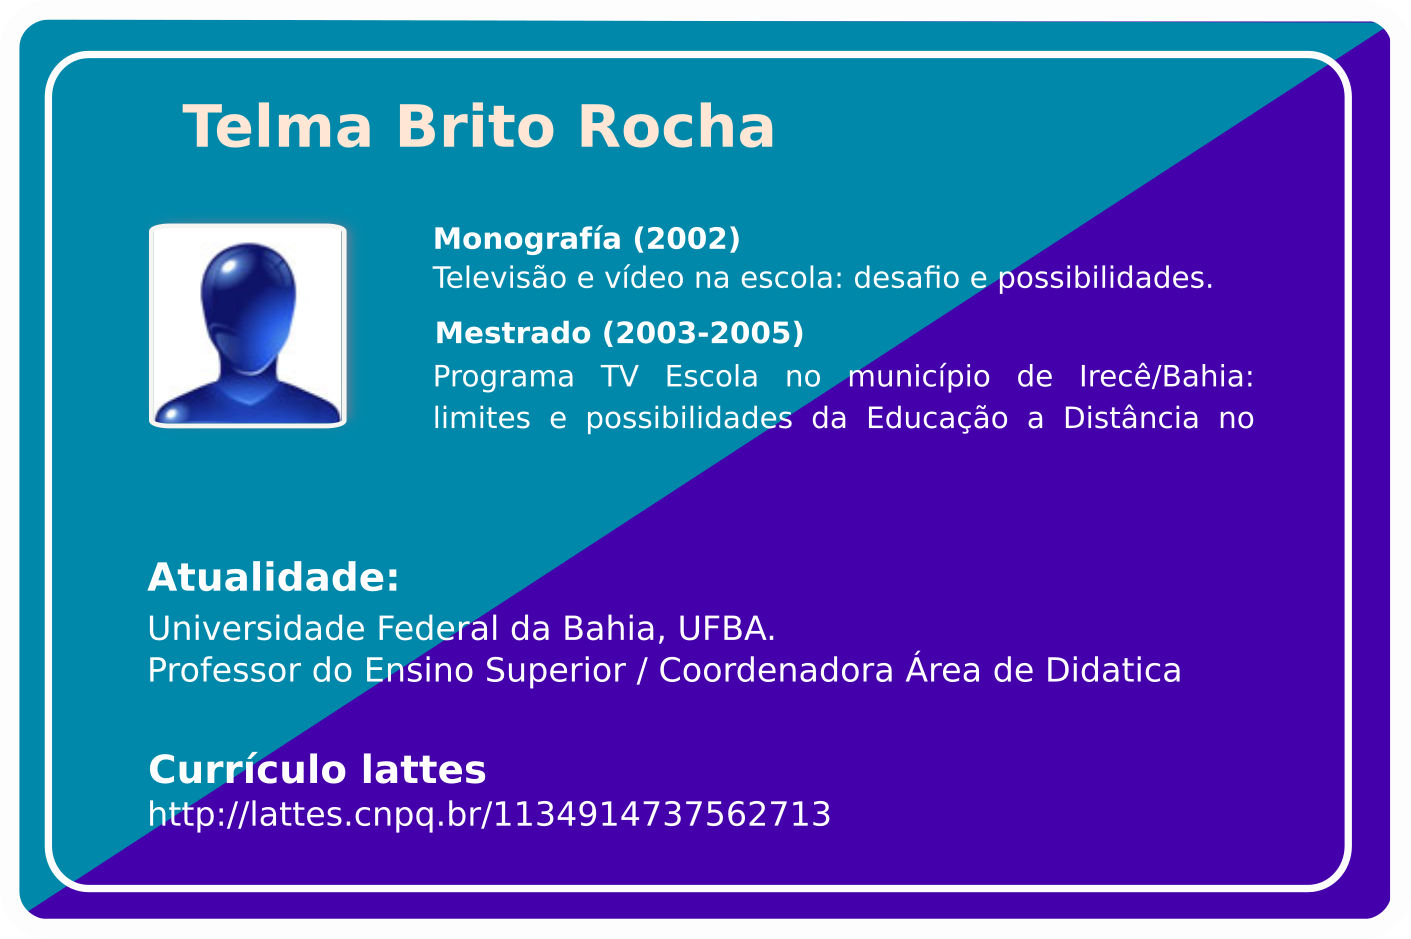 Telma Brito Rocha
Monografía (2002)
Televisão e vídeo na escola: desafio e possibilidades.
Mestrado (2003-2005)
Programa TV Escola no município de Irecê/Bahia:
limites e possibilidades da Educação a Distância no
Atualidade:
Universidade Federal da Bahia, UFBA.
Professor do Ensino Superior / Coordenadora Área de Didatica
Currículo lattes
http://lattes.cnpq.br/1134914737562713